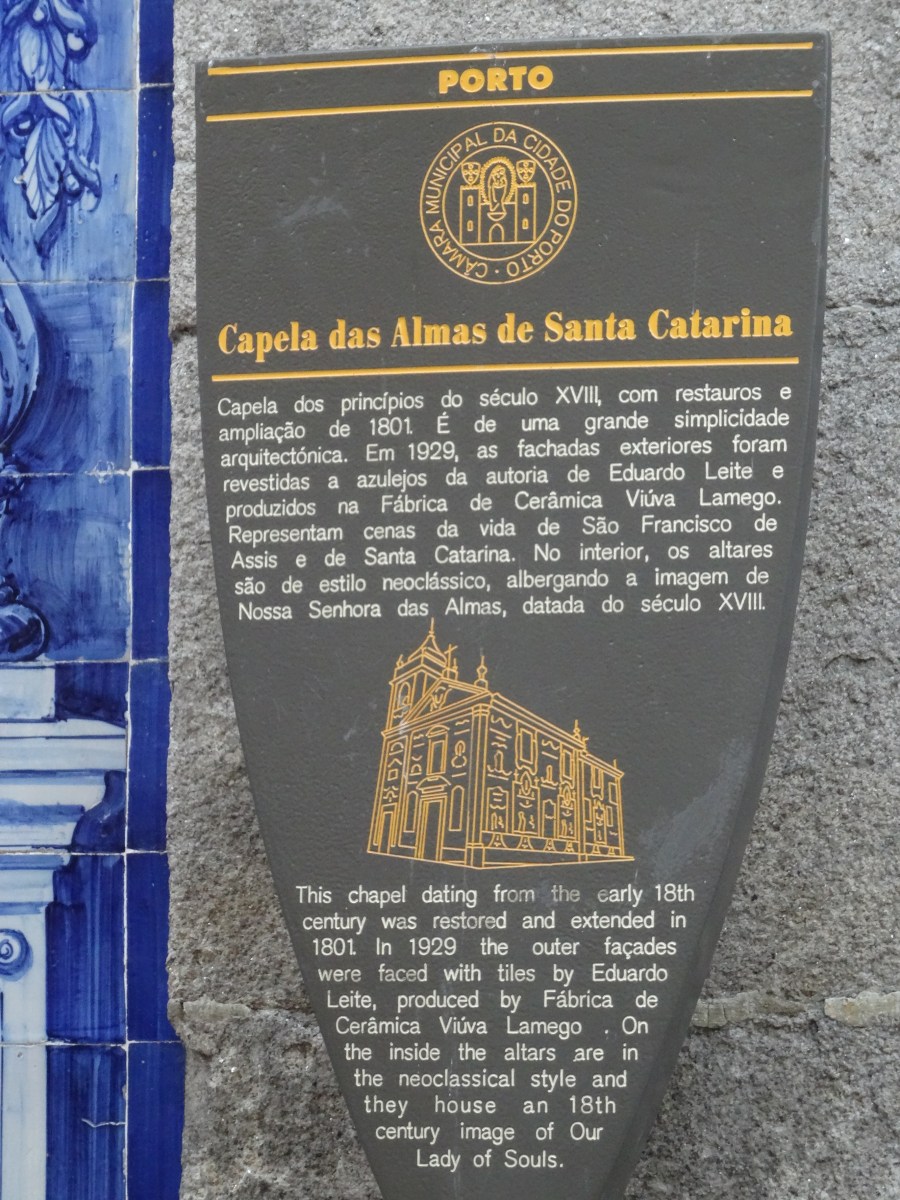 PORTO
CÂMARA MUNICIPAL DA CIDADE DO PORTO ·
Capela das Almas de Santa Catarina
Capela dos princípios do século XVIII, com restauros e
ampliação de 1801. É de uma grande simplicidade
arquitectónica. Em 1929, as fachadas exteriores foram
revestidas a azulejos da autoria de Eduardo Leite e
produzidos na Fábrica de Cerâmica Viúva Lamego.
Representam cenas da vida de São Francisco de
Assis e de Santa Catarina. No interior, os altares
são de estilo neoclássico, albergando a imagem de
Nossa Senhora das Almas, datada do século XVIII.
This chapel dating from the early 18th
century was restored and extended in
1801. In 1929 the outer façades
were faced with tiles by Eduardo
Leite, produced by Fábrica de
Cerâmica Viúva Lamego . On
the inside the altars are in
the neoclassical style and
they house an 18th
century image of Our
Lady of Souls.